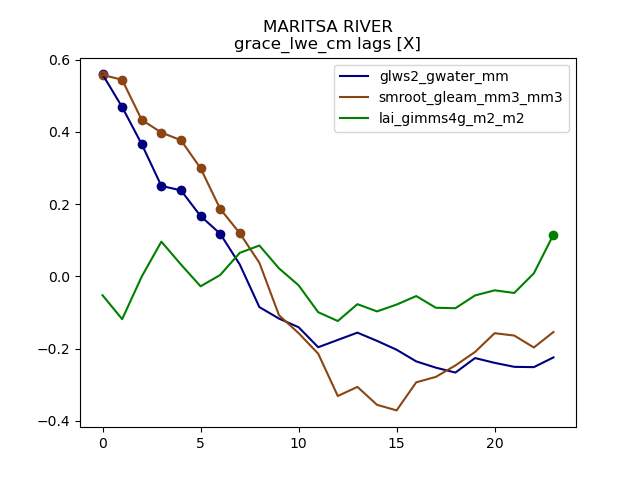 MARITSA RIVER
grace_lwe_cm lags [X]
glws2_gwater_mm
smroot_gleam_mm3_mm3
lai_gimms4g_m2_m2
0.6
0.4
0.2
0.0
−0.2
−0.4
0 5 10 15 20